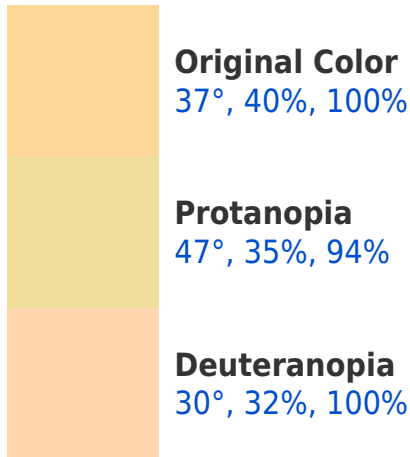 Original Color
37°, 40%, 100%
Protanopia
47°, 35%, 94%
Deuteranopia
30°, 32%, 100%